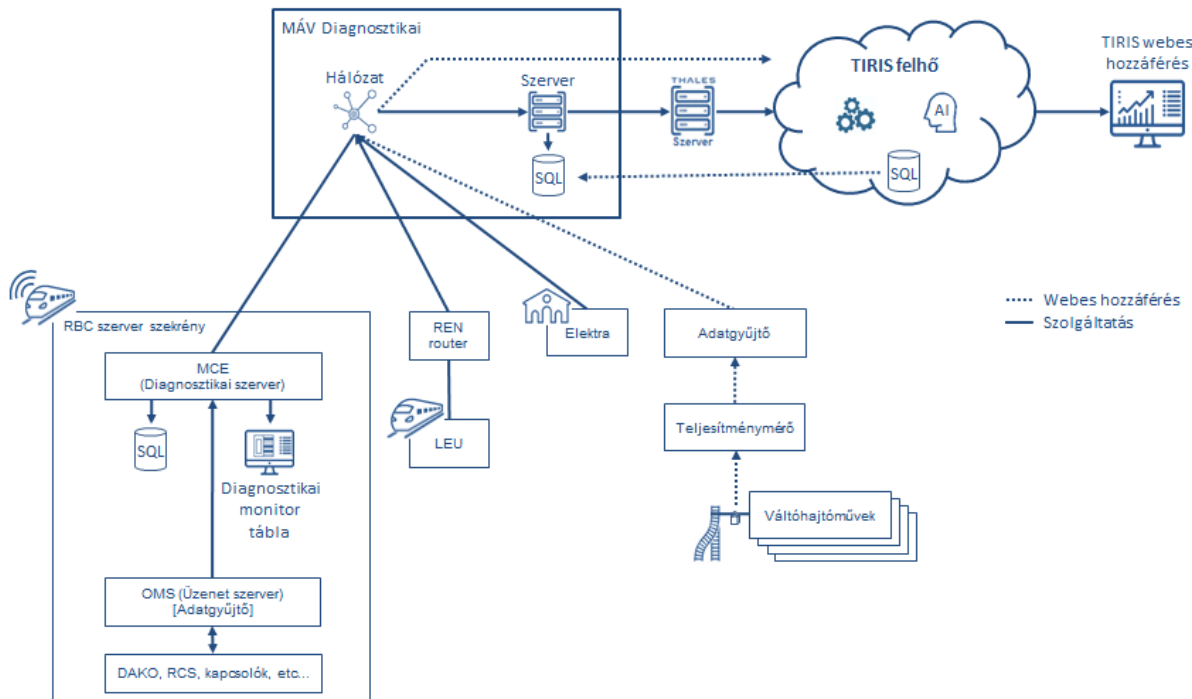 MÁV Diagnosztikai
Hálózat
Szerver
SQL
THALES
Szerver
TIRIS felhő
AI
SQL
TIRIS webes
hozzáférés
Webes hozzáférés
Szolgáltatás
RBC szerver szekrény
MCE
(Diagnosztikai szerver)
SQL
Diagnosztikai
monitor
tábla
OMS (Üzenet szerver)
[Adatgyűjtő]
DAKO, RCS, kapcsolók, etc...
REN
router
LEU
Elektra
Adatgyűjtő
Teljesítménymérő
Váltóhajtóművek